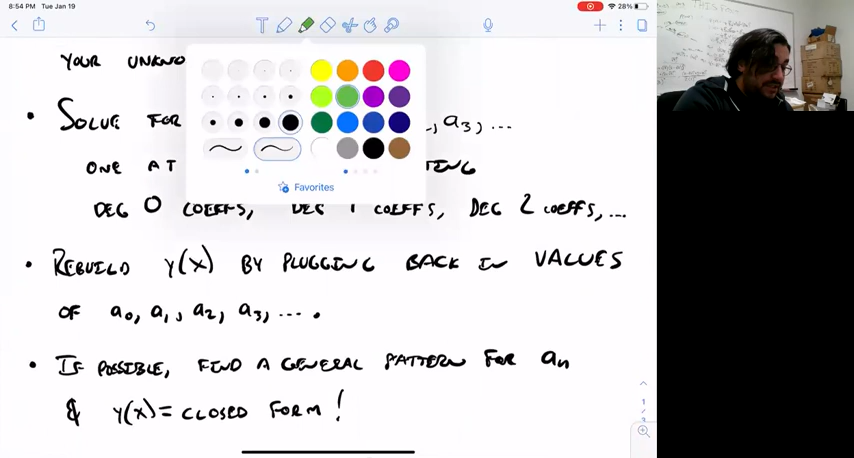 8:54 PM Tue Jan 19
28%
YOUR UNKNO
• SOLVE FOR , a3, ...
ONE AT TING
DEG 0 COEFFS, DEG 1 COEFFS, DEG 2 COEFFS, ...
Favorites
• REBUILD y(x) BY PLUGGING BACK IN VALUES
OF a0, a1, a2, a3, ....
• IF POSSIBLE, FIND A GENERAL PATTERN FOR an
& y(x) = CLOSED FORM!